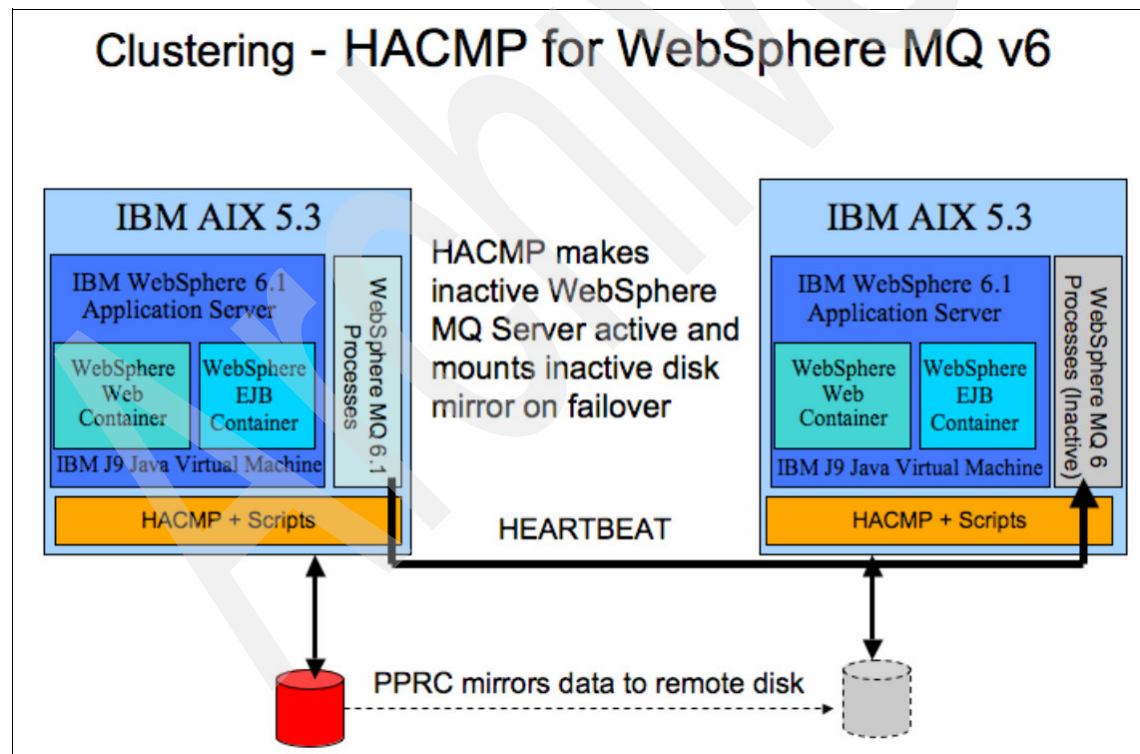 Clustering - HACMP for WebSphere MQ v6
IBM AIX 5.3
IBM WebSphere 6.1
Application Server
WebSphere
Web
Container
WebSphere
EJB
Container
IBM J9 Java Virtual Machine
WebSphere MQ 6.1
Processes
HACMP + Scripts
HACMP makes
inactive WebSphere
MQ Server active and
mounts inactive disk
mirror on failover
HEARTBEAT
IBM AIX 5.3
IBM WebSphere 6.1
Application Server
WebSphere
Web
Container
WebSphere
EJB
Container
IBM J9 Java Virtual Machine
WebSphere MQ 6
Processes (Inactive)
HACMP + Scripts
PPRC mirrors data to remote disk